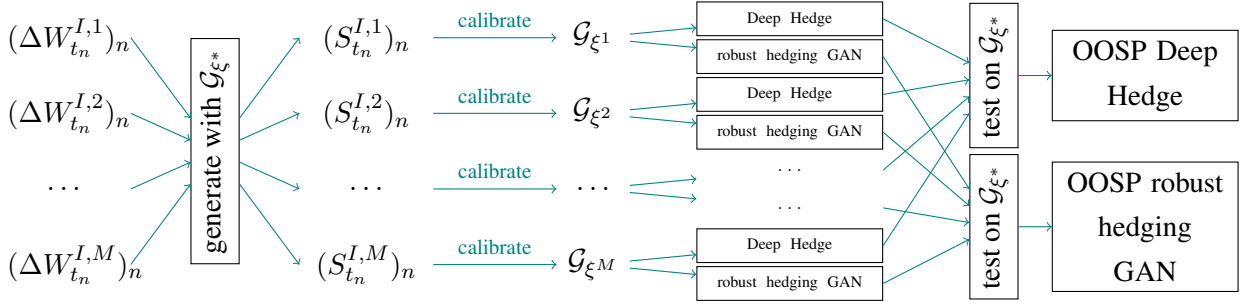 (ΔW^{I,1}_{t_n})_n
(ΔW^{I,2}_{t_n})_n
...
(ΔW^{I,M}_{t_n})_n
generate with 𝒢_{ξ*}
(S^{I,1}_{t_n})_n
(S^{I,2}_{t_n})_n
...
(S^{I,M}_{t_n})_n
calibrate
calibrate
calibrate
calibrate
𝒢_{ξ^1}
𝒢_{ξ^2}
...
𝒢_{ξ^M}
Deep Hedge
robust hedging GAN
Deep Hedge
robust hedging GAN
...
...
Deep Hedge
robust hedging GAN
test on 𝒢_{ξ*}
test on 𝒢_{ξ*}
OOSP Deep
Hedge
OOSP robust
hedging
GAN